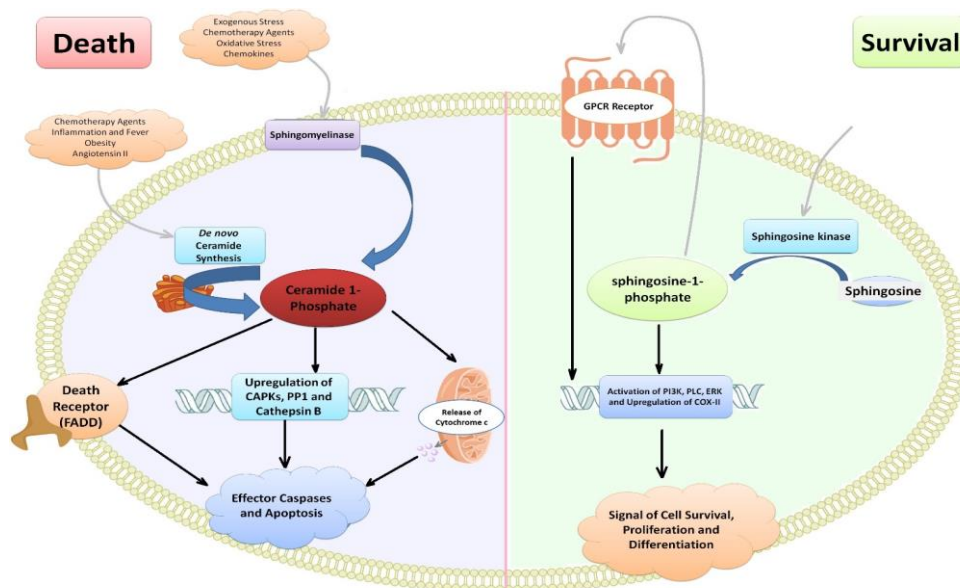 Death
Exogenous Stress
Chemotherapy Agents
Oxidative Stress
Chemokines
Survival
GPCR Receptor
Chemotherapy Agents
Inflammation and Fever
Obesity
Angiotensin II
Sphingomyelinase
De novo
Ceramide
Synthesis
Sphingosine kinase
Ceramide 1-
Phosphate
sphingosine-1-
phosphate
Sphingosine
Death
Receptor
(FADD)
Upregulation of
CAPKs, PP1 and
Cathepsin B
Release of
Cytochrome c
Activation of PI3K, PLC, ERK
and Upregulation of COX-II
Effector Caspases
and Apoptosis
Signal of Cell Survival,
Proliferation and
Differentiation